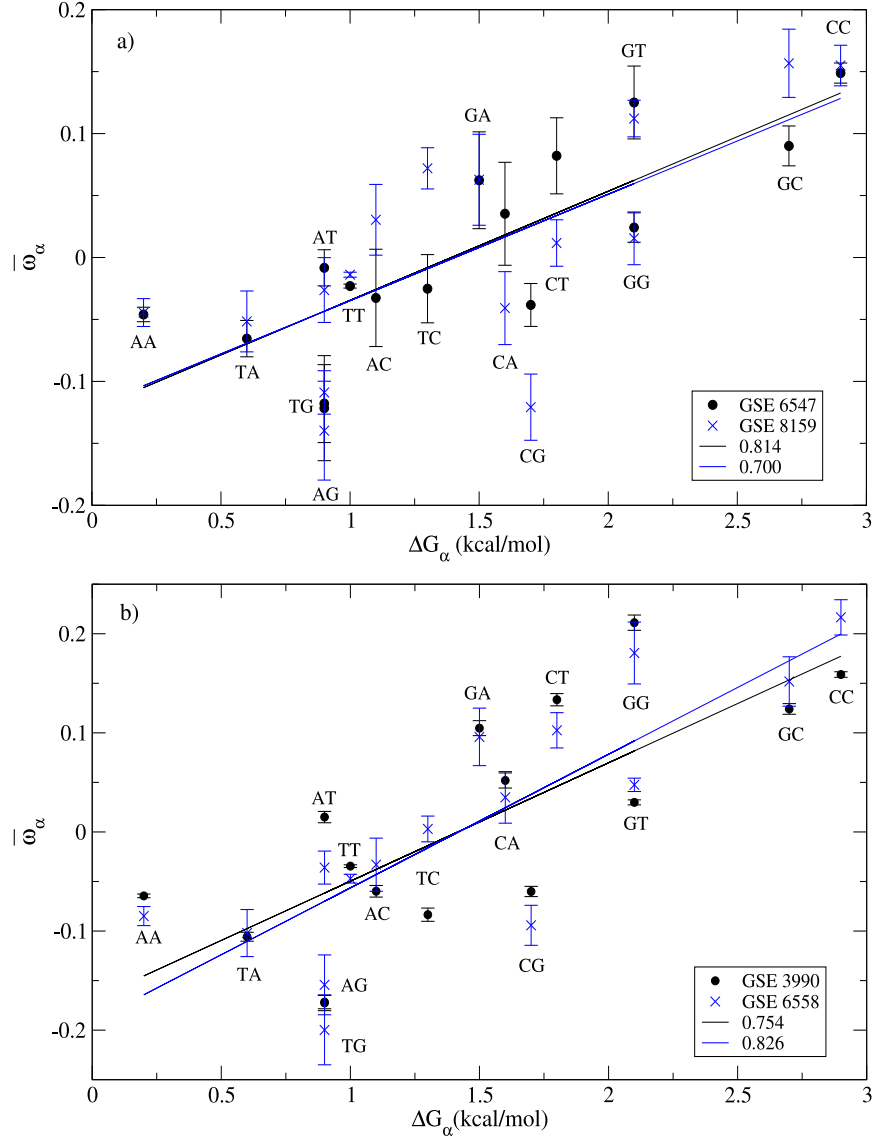 a)
0.2
0.1
0
-0.1
-0.2
ω̅α
CC
GT
GA
GC
AT
CT
GG
TT
TC
CA
AC
AA
TA
TG
CG
AG
GSE 6547
GSE 8159
0.814
0.700
0 0.5 1 1.5 2 2.5 3
ΔGα (kcal/mol)
b)
0.2
0.1
0
-0.1
-0.2
ω̅α
CT
GA
GG
CC
GC
AT
GT
TT
CA
TC
AC
AA
CG
TA
AG
TG
GSE 3990
GSE 6558
0.754
0.826
0 0.5 1 1.5 2 2.5 3
ΔGα(kcal/mol)